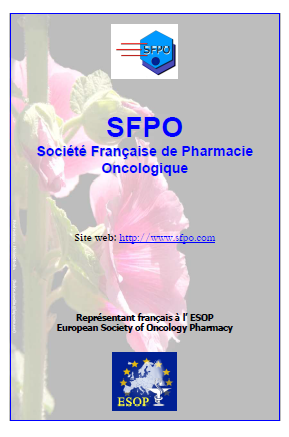 SFPO
SFPO
Société Française de Pharmacie
Oncologique
Site web: http://www.sfpo.com
Représentant français à l' ESOP
European Society of Oncology Pharmacy
ESOP